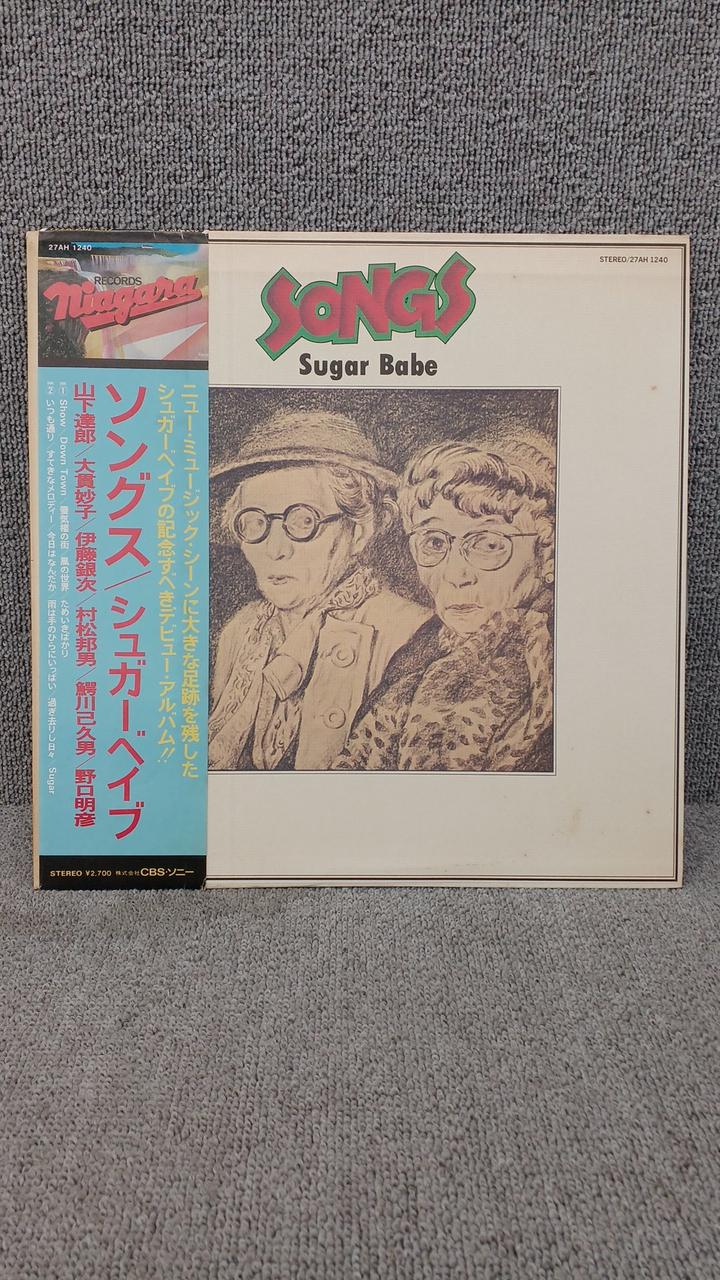 27AH 1240
RECORDS
Niagara
STEREO/27AH 1240
SONGS
Sugar Babe
ニュー・ミュージック・シーンに大きな足跡を残した
シュガーベイブの記念すべきデビュー・アルバム!!
ソングス/シュガーベイブ
山下達郎/大貫妙子/伊藤銀次/村松邦男/鰐川己久男/野口明彦
① Show/Down Town/蜃気楼の街/風の世界/ためいきばかり
② いつも通り/すてきなメロディー/今日はなんだか/雨は手のひらにいっぱい/過ぎ去りし日々/Sugar
STEREO ¥2,700 株式会社 CBS・ソニー